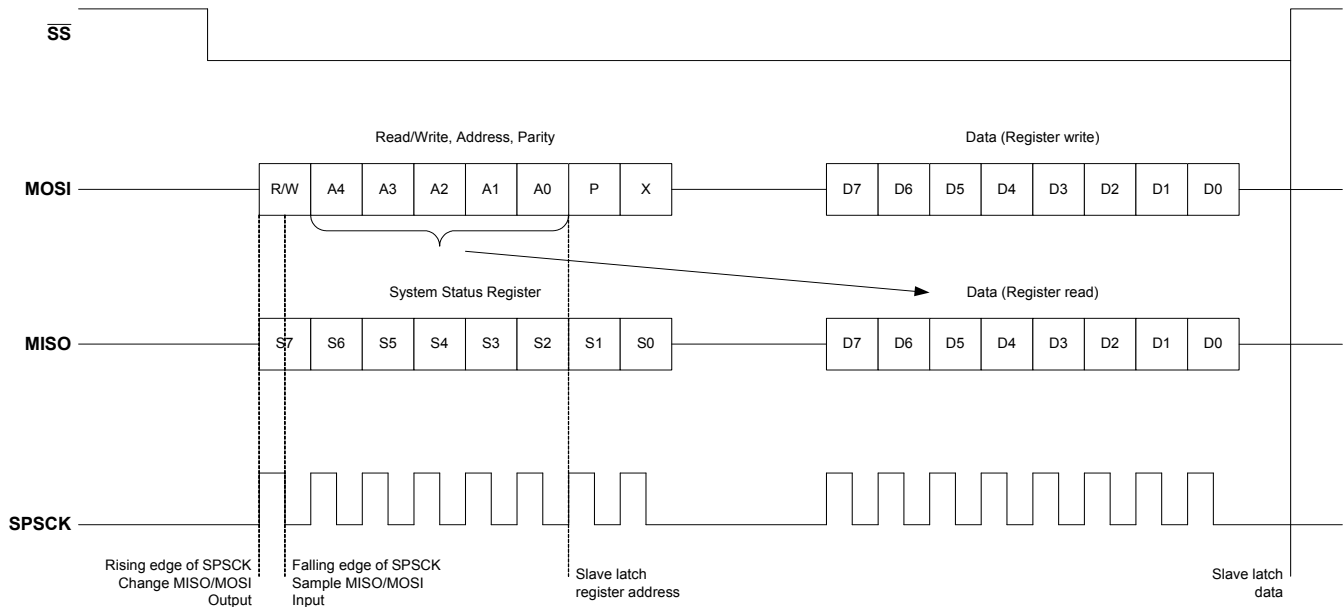 SS
Read/Write, Address, Parity
Data (Register write)
MOSI
R/W A4 A3 A2 A1 A0 P X
D7 D6 D5 D4 D3 D2 D1 D0
System Status Register
Data (Register read)
MISO
S7 S6 S5 S4 S3 S2 S1 S0
D7 D6 D5 D4 D3 D2 D1 D0
SPSCK
Rising edge of SPSCK
Change MISO/MOSI
Output
Falling edge of SPSCK
Sample MISO/MOSI
Input
Slave latch
register address
Slave latch
data